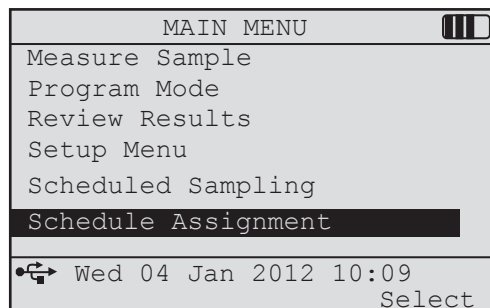 MAIN MENU
Measure Sample
Program Mode
Review Results
Setup Menu
Scheduled Sampling
Schedule Assignment
Wed 04 Jan 2012 10:09
Select